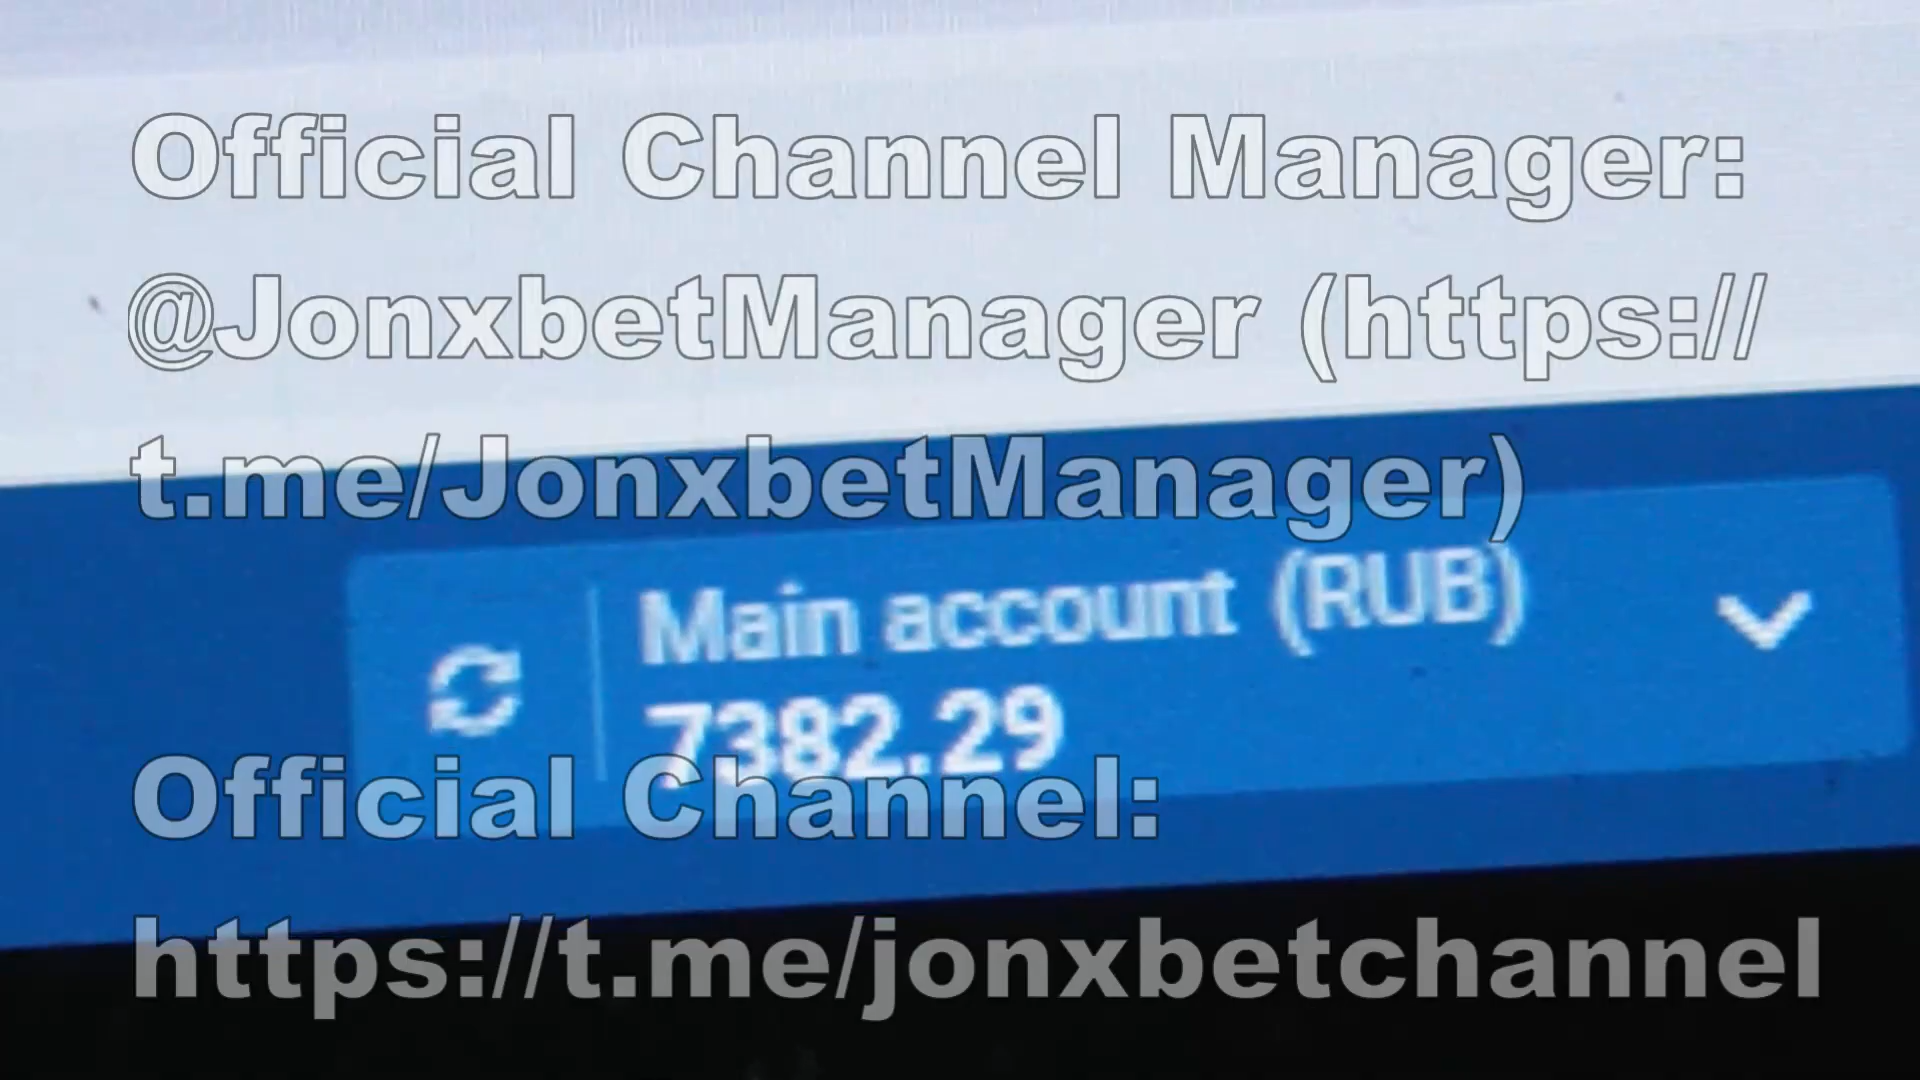 Official Channel Manager:
@JonxbetManager (https://
t.me/JonxbetManager)
Main account (RUB)
7382.29
Official Channel:
https://t.me/jonxbetchannel